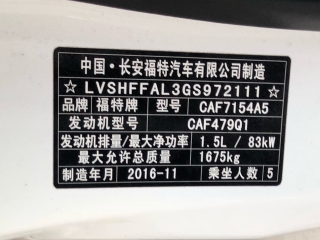 中国·长安福特汽车有限公司制造
☆ LVSHFFAL3GS972111 ☆
品牌 福特牌 型号 CAF7154A5
发动机型号 CAF479Q1
发动机排量/最大净功率 1.5L / 83kW
最大允许总质量 1675kg
制造年月 2016-11 乘坐人数 5